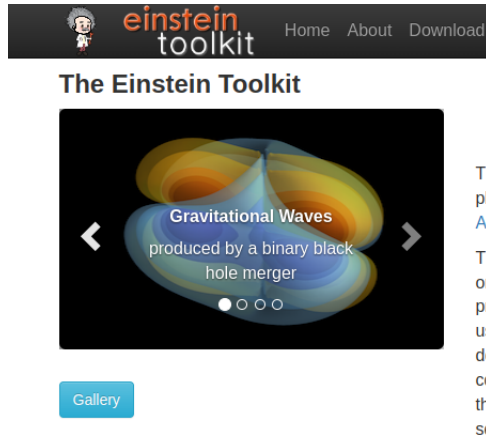 einstein
toolkit
Home About Download
The Einstein Toolkit
Gravitational Waves
produced by a binary black
hole merger
Gallery